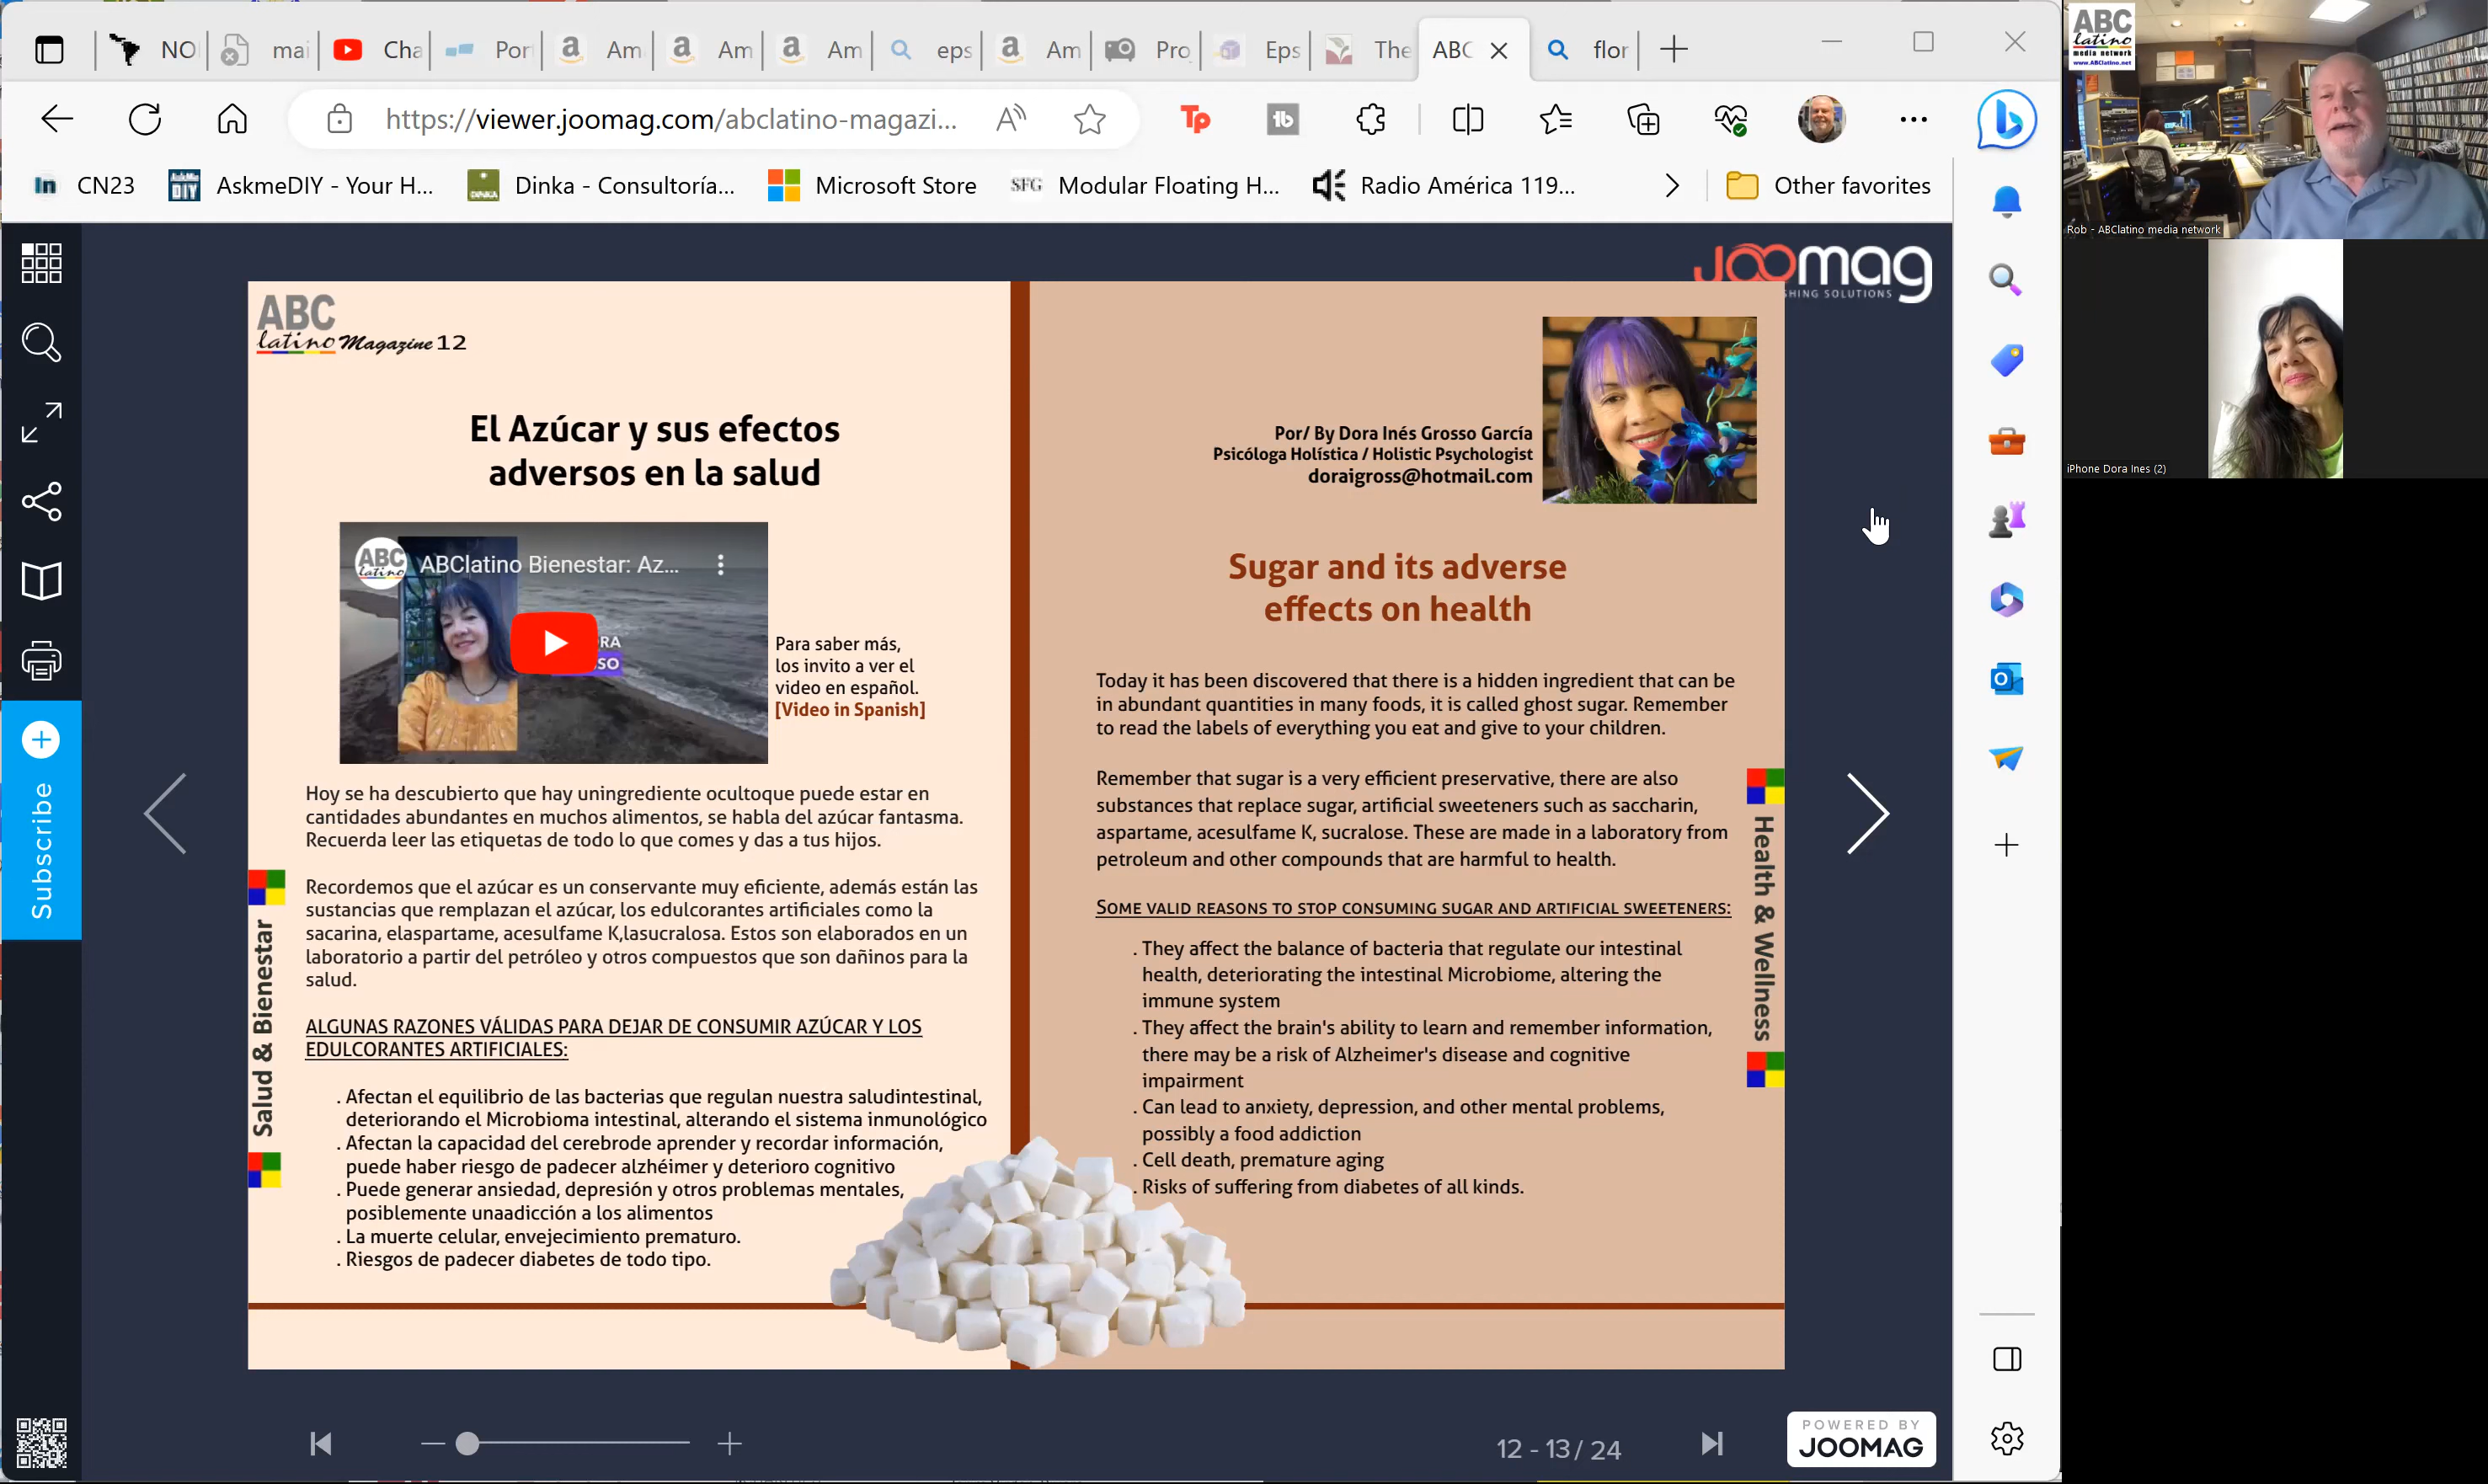 NO
mai
Cha
Por
Am
Am
Am
eps
Am
Pro
Eps
The
ABC
flor
https://viewer.joomag.com/abclatino-magazi...
CN23
AskmeDIY - Your H...
Dinka - Consultoría...
Microsoft Store
SFG
Modular Floating H...
Radio América 119...
Other favorites
ABC
latino
media network
www.ABClatino.net
Rob - ABClatino media network
iPhone Dora Ines (2)
Joomag
SHING SOLUTIONS
Subscribe
ABC
latino Magazine 12
El Azúcar y sus efectos
adversos en la salud
ABC
latino
ABClatino Bienestar: Az...
Para saber más,
los invito a ver el
video en español.
[Video in Spanish]
Hoy se ha descubierto que hay uningrediente ocultoque puede estar en
cantidades abundantes en muchos alimentos, se habla del azúcar fantasma.
Recuerda leer las etiquetas de todo lo que comes y das a tus hijos.
Recordemos que el azúcar es un conservante muy eficiente, además están las
sustancias que remplazan el azúcar, los edulcorantes artificiales como la
sacarina, elaspartame, acesulfame K,lasucralosa. Estos son elaborados en un
laboratorio a partir del petróleo y otros compuestos que son dañinos para la
salud.
ALGUNAS RAZONES VÁLIDAS PARA DEJAR DE CONSUMIR AZÚCAR Y LOS
EDULCORANTES ARTIFICIALES:
. Afectan el equilibrio de las bacterias que regulan nuestra saludintestinal,
deteriorando el Microbioma intestinal, alterando el sistema inmunológico
. Afectan la capacidad del cerebrode aprender y recordar información,
puede haber riesgo de padecer alzhéimer y deterioro cognitivo
. Puede generar ansiedad, depresión y otros problemas mentales,
posiblemente unaadicción a los alimentos
. La muerte celular, envejecimiento prematuro.
. Riesgos de padecer diabetes de todo tipo.
Salud & Bienestar
Por/ By Dora Inés Grosso García
Psicóloga Holística / Holistic Psychologist
doraigross@hotmail.com
Sugar and its adverse
effects on health
Today it has been discovered that there is a hidden ingredient that can be
in abundant quantities in many foods, it is called ghost sugar. Remember
to read the labels of everything you eat and give to your children.
Remember that sugar is a very efficient preservative, there are also
substances that replace sugar, artificial sweeteners such as saccharin,
aspartame, acesulfame K, sucralose. These are made in a laboratory from
petroleum and other compounds that are harmful to health.
SOME VALID REASONS TO STOP CONSUMING SUGAR AND ARTIFICIAL SWEETENERS:
. They affect the balance of bacteria that regulate our intestinal
health, deteriorating the intestinal Microbiome, altering the
immune system
. They affect the brain's ability to learn and remember information,
there may be a risk of Alzheimer's disease and cognitive
impairment
. Can lead to anxiety, depression, and other mental problems,
possibly a food addiction
. Cell death, premature aging
. Risks of suffering from diabetes of all kinds.
Health & Wellness
12 - 13 / 24
POWERED BY
JOOMAG